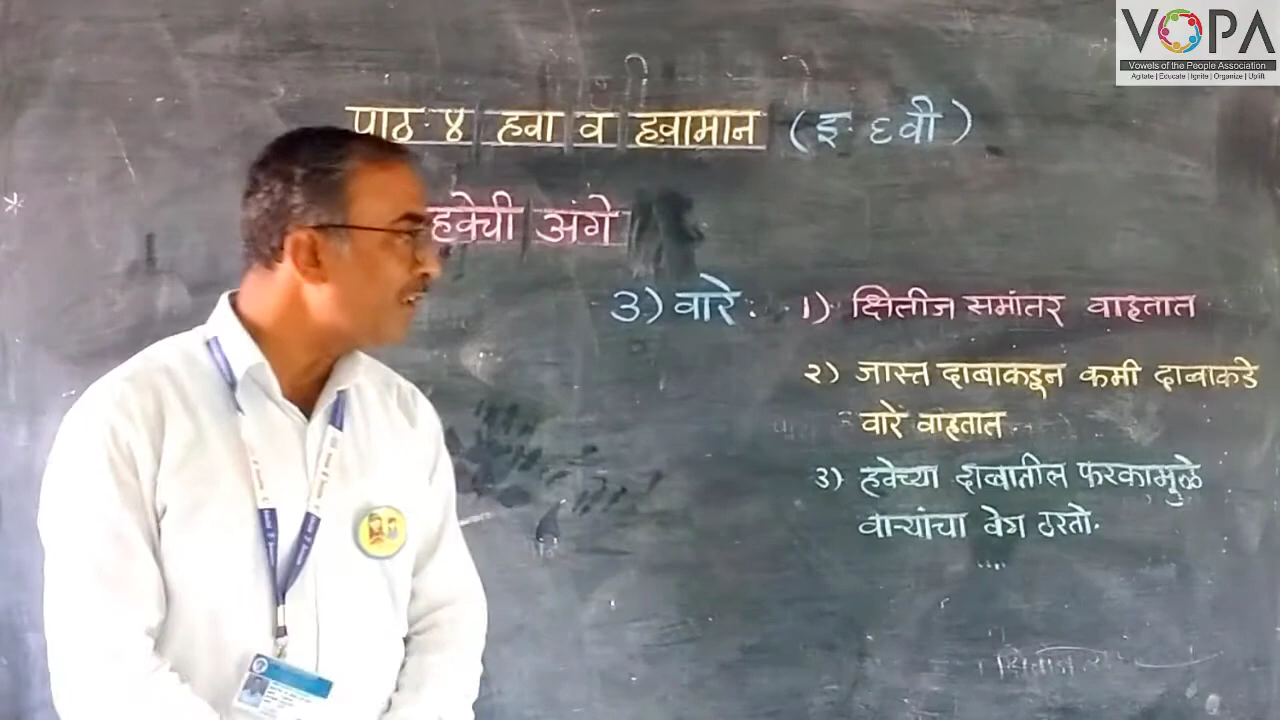 VOPA
Vowels of the People Association
Agitate | Educate | Ignite | Organize | Uplift
पाठ. ४ हवा व हवामान (इ. ६वी)
हवेची अंगे
३) वारे : १) क्षितीज समांतर वाहतात
२) जास्त दाबाकडून कमी दाबाकडे
वारे वाहतात.
३) हवेच्या दाबातील फरकामुळे
वाऱ्यांचा वेग ठरतो.